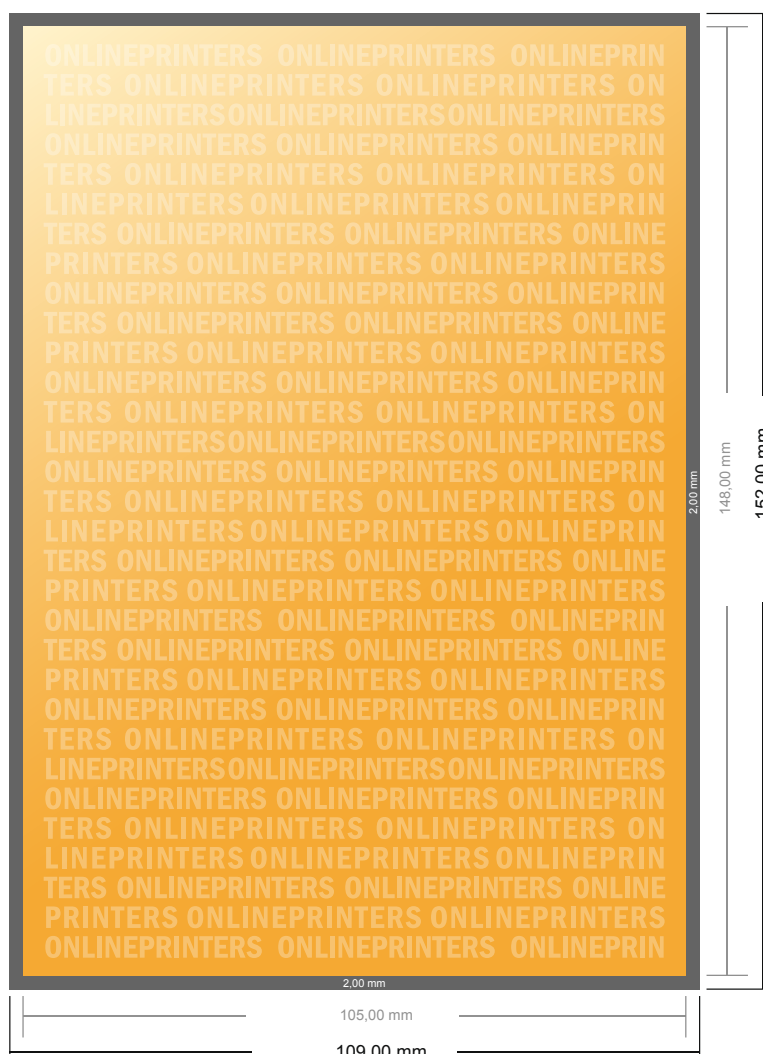 ONLINEPRINTERS ONLINEPRINTERS ONLINEPRIN
TERS ONLINEPRINTERS ONLINEPRINTERS ON
LINEPRINTERSONLINEPRINTERSONLINEPRINTERS
ONLINEPRINTERS ONLINEPRINTERS ONLINEPRIN
TERS ONLINEPRINTERS ONLINEPRINTERS ON
LINEPRINTERS ONLINEPRINTERS ONLINEPRIN
TERS ONLINEPRINTERS ONLINEPRINTERS ONLINE
PRINTERS ONLINEPRINTERS ONLINEPRINTERS
ONLINEPRINTERS ONLINEPRINTERS ONLINEPRIN
TERS ONLINEPRINTERS ONLINEPRINTERS ONLINE
PRINTERS ONLINEPRINTERS ONLINEPRINTERS
ONLINEPRINTERS ONLINEPRINTERS ONLINEPRIN
TERS ONLINEPRINTERS ONLINEPRINTERS ON
LINEPRINTERSONLINEPRINTERSONLINEPRINTERS
ONLINEPRINTERS ONLINEPRINTERS ONLINEPRIN
TERS ONLINEPRINTERS ONLINEPRINTERS ON
LINEPRINTERS ONLINEPRINTERS ONLINEPRIN
TERS ONLINEPRINTERS ONLINEPRINTERS ONLINE
PRINTERS ONLINEPRINTERS ONLINEPRINTERS
ONLINEPRINTERS ONLINEPRINTERS ONLINEPRIN
TERS ONLINEPRINTERS ONLINEPRINTERS ONLINE
PRINTERS ONLINEPRINTERS ONLINEPRINTERS
ONLINEPRINTERS ONLINEPRINTERS ONLINEPRIN
TERS ONLINEPRINTERS ONLINEPRINTERS ON
LINEPRINTERSONLINEPRINTERSONLINEPRINTERS
ONLINEPRINTERS ONLINEPRINTERS ONLINEPRIN
TERS ONLINEPRINTERS ONLINEPRINTERS ON
LINEPRINTERS ONLINEPRINTERS ONLINEPRIN
TERS ONLINEPRINTERS ONLINEPRINTERS ONLINE
PRINTERS ONLINEPRINTERS ONLINEPRINTERS
ONLINEPRINTERS ONLINEPRINTERS ONLINEPRIN
2,00 mm
148,00 mm
152,00 mm
2,00 mm
105,00 mm
109,00 mm